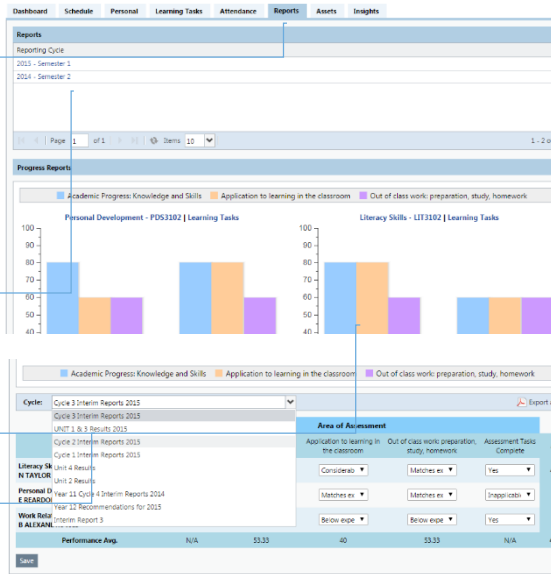 Dashboard Schedule Personal Learning Tasks Attendance Reports Assets Insights
Reports
Reporting Cycle
2015 - Semester 1
2014 - Semester 2
Page 1 of 1 Items 10 1 - 2 o
Progress Reports
Academic Progress: Knowledge and Skills Application to learning in the classroom Out of class work: preparation, study, homework
Personal Development - PDS3102 | Learning Tasks Literacy Skills - LIT3102 | Learning Tasks
100 100
90 90
80 80
70 70
60 60
50 50
40 40
Academic Progress: Knowledge and Skills Application to learning in the classroom Out of class work: preparation, study, homework
Cycle: Cycle 3 Interim Reports 2015 Export
Cycle 3 Interim Reports 2015
UNIT 1 & 3 Results 2015
Cycle 2 Interim Reports 2015
Cycle 1 Interim Reports 2015
Unit 4 Results
Unit 2 Results
Year 11 Cycle 4 Interim Reports 2014
Year 12 Recommendations for 2015
Interim Report 3
Area of Assessment
Application to learning in the classroom Out of class work: preparation, study, homework Assessment Tasks Complete
Literacy Sk
N TAYLOR Considerab Matches ex Yes
Personal D
E REARDO Matches ex Matches ex Inapplicabl
Work Rela
B ALEXAN Below expe Below expe Yes
Performance Avg. N/A 53.33 40 53.33 N/A
Save